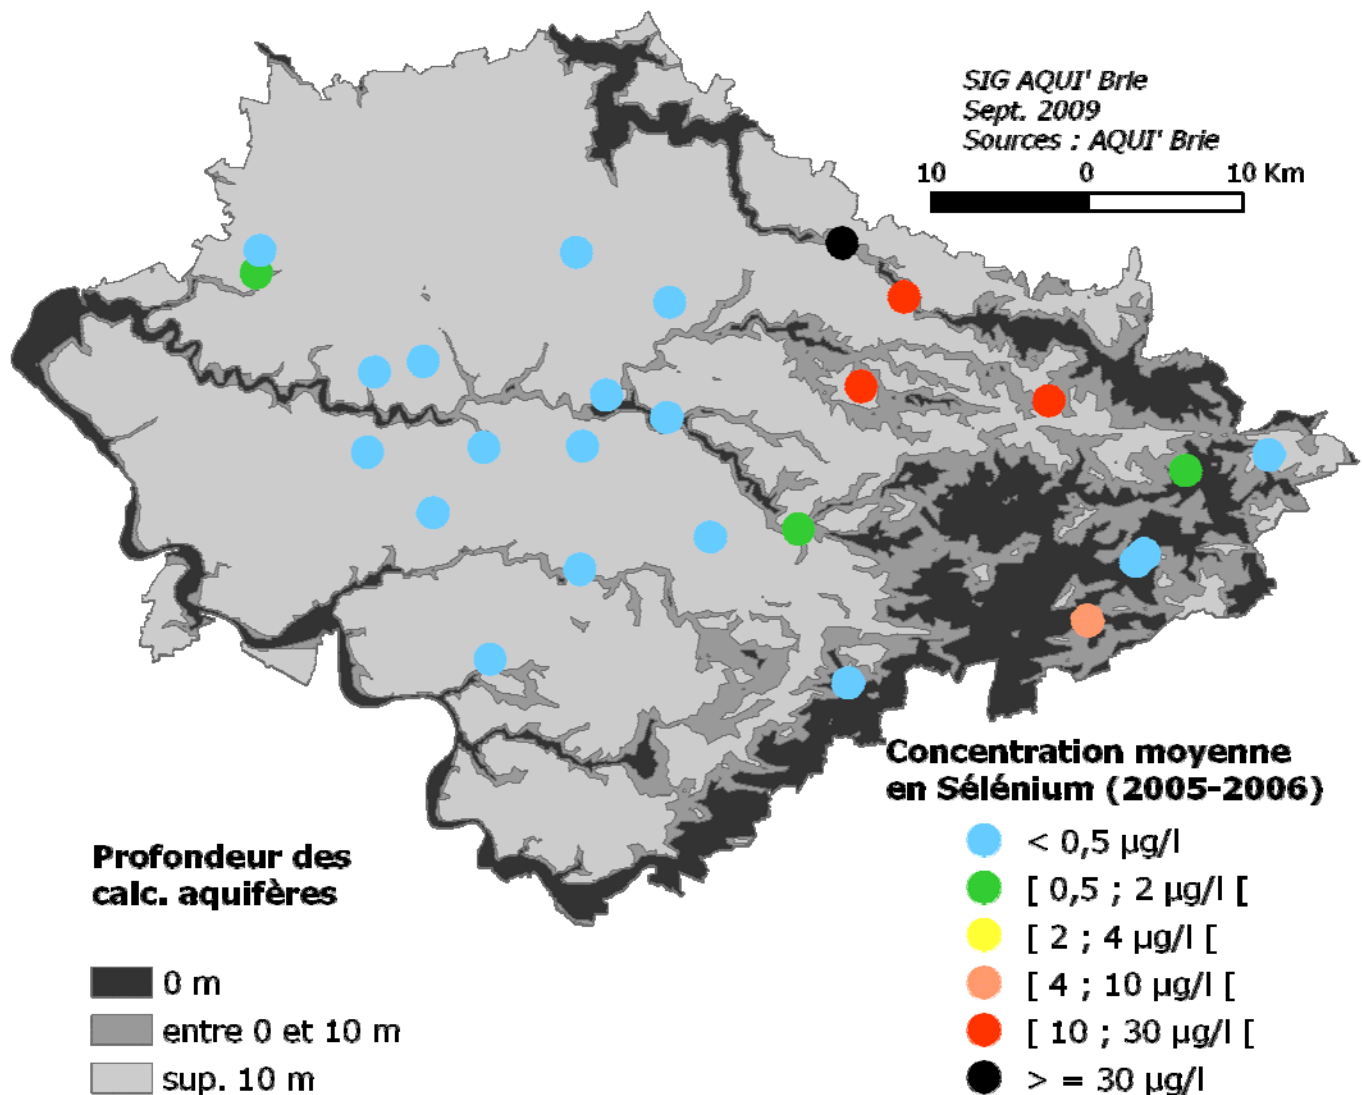 SIG AQUI' Brie
Sept. 2009
Sources : AQUI' Brie
10 0 10 Km
Concentration moyenne
en Sélénium (2005-2006)
< 0,5 µg/l
[ 0,5 ; 2 µg/l [
[ 2 ; 4 µg/l [
[ 4 ; 10 µg/l [
[ 10 ; 30 µg/l [
> = 30 µg/l
Profondeur des
calc. aquifères
0 m
entre 0 et 10 m
sup. 10 m